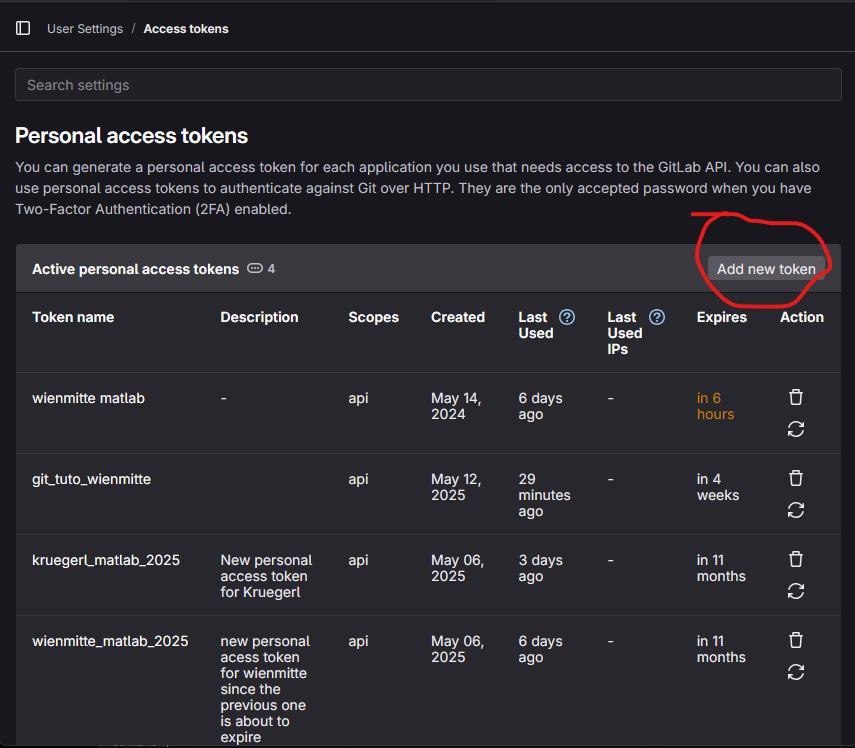 User Settings / Access tokens
Search settings
Personal access tokens
You can generate a personal access token for each application you use that needs access to the GitLab API. You can also
use personal access tokens to authenticate against Git over HTTP. They are the only accepted password when you have
Two-Factor Authentication (2FA) enabled.
Active personal access tokens 4
Add new token
Token name Description Scopes Created Last Used Last Used IPs Expires Action
wienmitte matlab - api May 14, 2024 6 days ago - in 6 hours
git_tuto_wienmitte api May 12, 2025 29 minutes ago - in 4 weeks
kruegerl_matlab_2025 New personal access token for Kruegerl api May 06, 2025 3 days ago - in 11 months
wienmitte_matlab_2025 new personal acess token for wienmitte since the previous one is about to expire api May 06, 2025 6 days ago - in 11 months